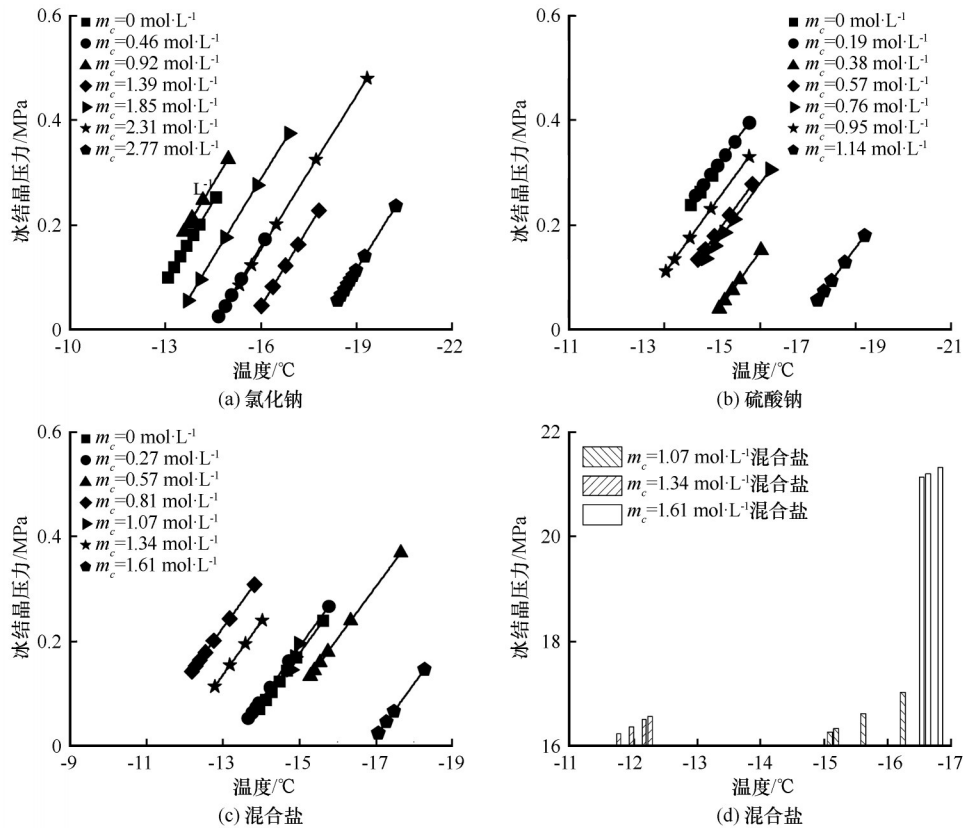 0.6
0.4
0.2
0
冰结晶压力/MPa
m_c=0 mol·L⁻¹
m_c=0.46 mol·L⁻¹
m_c=0.92 mol·L⁻¹
m_c=1.39 mol·L⁻¹
m_c=1.85 mol·L⁻¹
m_c=2.31 mol·L⁻¹
m_c=2.77 mol·L⁻¹
L⁻¹
-10 -13 -16 -19 -22
温度/℃
(a) 氯化钠
0.6
0.4
0.2
0
冰结晶压力/MPa
m_c=0 mol·L⁻¹
m_c=0.19 mol·L⁻¹
m_c=0.38 mol·L⁻¹
m_c=0.57 mol·L⁻¹
m_c=0.76 mol·L⁻¹
m_c=0.95 mol·L⁻¹
m_c=1.14 mol·L⁻¹
-11 -13 -15 -17 -19 -21
温度/℃
(b) 硫酸钠
0.6
0.4
0.2
0
冰结晶压力/MPa
m_c=0 mol·L⁻¹
m_c=0.27 mol·L⁻¹
m_c=0.57 mol·L⁻¹
m_c=0.81 mol·L⁻¹
m_c=1.07 mol·L⁻¹
m_c=1.34 mol·L⁻¹
m_c=1.61 mol·L⁻¹
-9 -11 -13 -15 -17 -19
温度/℃
(c) 混合盐
22
20
18
16
冰结晶压力/MPa
m_c=1.07 mol·L⁻¹混合盐
m_c=1.34 mol·L⁻¹混合盐
m_c=1.61 mol·L⁻¹混合盐
-11 -12 -13 -14 -15 -16 -17
温度/℃
(d) 混合盐